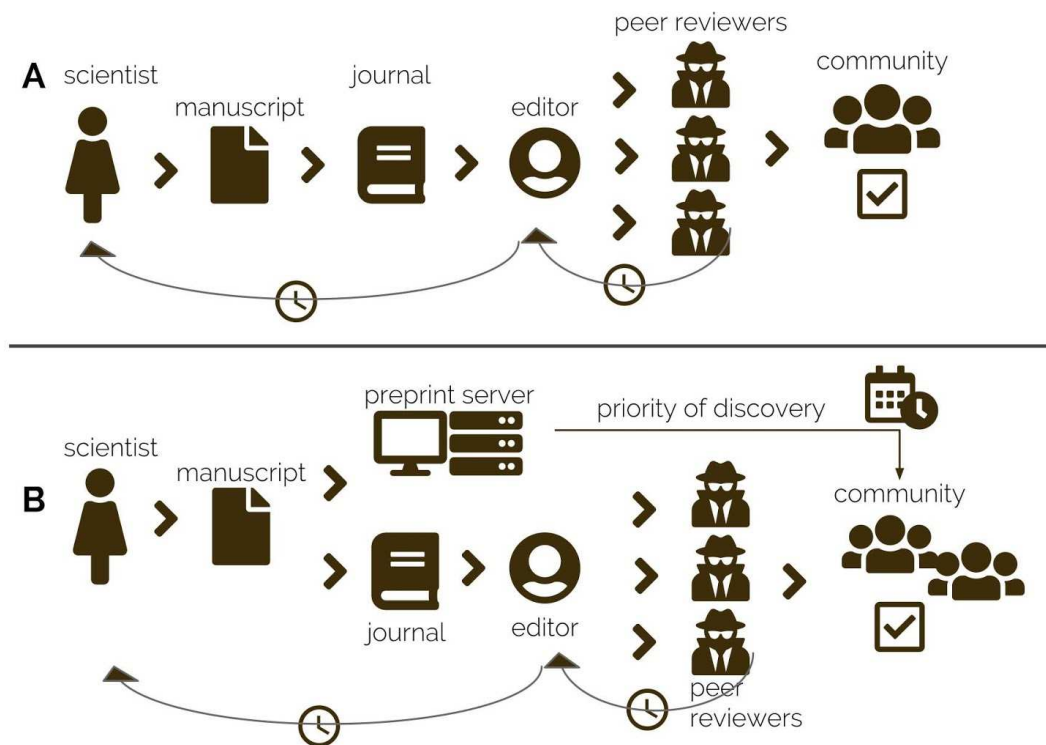 A
scientist
manuscript
journal
editor
peer reviewers
community
B
scientist
manuscript
preprint server
journal
editor
priority of discovery
peer
reviewers
community